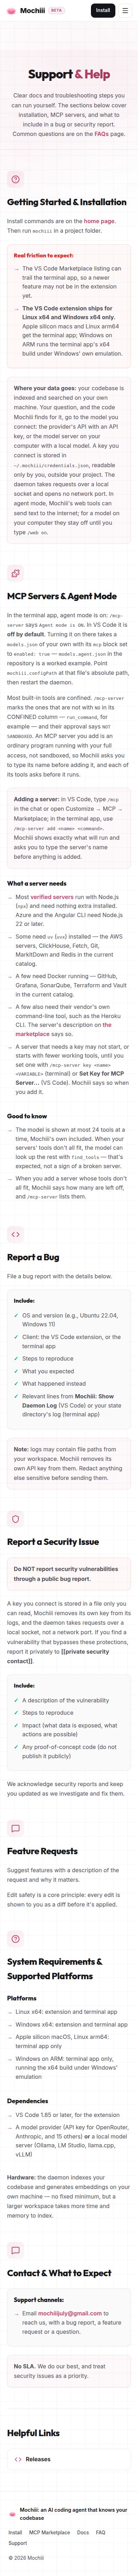 Mochiii BETA Install
Support & Help
Clear docs and troubleshooting steps you
can run yourself. The sections below cover
installation, MCP servers, and what to
include in a bug or security report.
Common questions are on the FAQs page.
Getting Started & Installation
Install commands are on the home page.
Then run mochiii in a project folder.
Real friction to expect:
→ The VS Code Marketplace listing can
trail the terminal app, so a newer
feature may not be in the extension
yet.
→ The VS Code extension ships for
Linux x64 and Windows x64 only.
Apple silicon macs and Linux arm64
get the terminal app; Windows on
ARM runs the terminal app's x64
build under Windows' own emulation.
Where your data goes: your codebase is
indexed and searched on your own
machine. Your question, and the code
Mochiii finds for it, go to the model you
connect: the provider's API with an API
key, or the model server on your
computer with a local model. A key you
connect is stored in
~/.mochiii/credentials.json, readable
only by you, outside your project. The
daemon takes requests over a local
socket and opens no network port. In
agent mode, Mochiii's web tools can
send text to the internet or fetch pages
on their own; for a model on your
computer they stay off until you
type /web on.
MCP Servers & Agent Mode
In the terminal app, agent mode is on: /mcp-
server says Agent mode is ON. In VS Code it is
off by default. Turning it on there takes a
models.json of your own with its mcp block set
to enabled: true — models.agent.json in the
repository is a worked example. Point
mochiii.configPath at that file's absolute path,
then restart the daemon.
Most built-in tools are confined. /mcp-server
marks the ones that are not with as in its
CONFINED column — run_command, for
example — and their approval says so
themselves. An MCP server you add is an
ordinary program running with your full
access, not sandboxed, so Mochiii asks you
to type its name before adding it, and each of
its tools asks before it runs.
Adding a server: in VS Code, type /mcp
in the chat or open Customize → MCP →
Marketplace; in the terminal app, use
/mcp-server add <name> <command>.
Mochiii shows exactly what will run and
asks you to type the server's name
before anything is added.
What a server needs
→ Most verified servers run with Node.js
(npx) and need nothing extra installed.
Azure and the Angular CLI need Node.js
22 or later.
→ Some need uv (uvx) installed — the AWS
servers, ClickHouse, Fetch, Git,
MarkItDown and Redis in the current
catalog.
→ A few need Docker running — GitHub,
Grafana, SonarQube, Terraform and Vault
in the current catalog.
→ A few also need their vendor's own
command-line tool, such as the Heroku
CLI. The server's description on the
marketplace says so.
→ A server that needs a key may not start, or
starts with fewer working tools, until you
set one with /mcp-server key <name>
<VARIABLE> (terminal) or Set Key for MCP
Server… (VS Code). Mochiii says so when
you add it.
Good to know
→ The model is shown at most 24 tools at a
time, Mochiii's own included. When your
servers' tools don't all fit, the model can
look up the rest with find_tools — that's
expected, not a sign of a broken server.
→ When you add a server whose tools don't
all fit, Mochiii says how many are left off,
and /mcp-server lists them.
Report a Bug
File a bug report with the details below.
Include:
✓ OS and version (e.g., Ubuntu 22.04,
Windows 11)
✓ Client: the VS Code extension, or the
terminal app
✓ Steps to reproduce
✓ What you expected
✓ What happened instead
✓ Relevant lines from Mochiii: Show
Daemon Log (VS Code) or your state
directory's log (terminal app)
Note: logs may contain file paths from
your workspace. Mochiii removes its
own API key from them. Redact anything
else sensitive before sending them.
Report a Security Issue
Do NOT report security vulnerabilities
through a public bug report.
A key you connect is stored in a file only you
can read, Mochiii removes its own key from its
logs, and the daemon takes requests over a
local socket, not a network port. If you find a
vulnerability that bypasses these protections,
report it privately to [[private security
contact]].
Include:
✓ A description of the vulnerability
✓ Steps to reproduce
✓ Impact (what data is exposed, what
actions are possible)
✓ Any proof-of-concept code (do not
publish it publicly)
We acknowledge security reports and keep
you updated as we investigate and fix them.
Feature Requests
Suggest features with a description of the
request and why it matters.
Edit safety is a core principle: every edit is
shown to you as a diff before it's applied.
System Requirements &
Supported Platforms
Platforms
→ Linux x64: extension and terminal app
→ Windows x64: extension and terminal app
→ Apple silicon macOS, Linux arm64:
terminal app only
→ Windows on ARM: terminal app only,
running the x64 build under Windows'
emulation
Dependencies
→ VS Code 1.85 or later, for the extension
→ A model provider (API key for OpenRouter,
Anthropic, and 15 others) or a local model
server (Ollama, LM Studio, llama.cpp,
vLLM)
Hardware: the daemon indexes your
codebase and generates embeddings on your
machine — no fixed minimum, but a
larger workspace takes more time and
memory to index.
Contact & What to Expect
Support channels:
→ Email mochiiijuly@gmail.com to
reach us, with a bug report, a feature
request or a question.
No SLA. We do our best, and treat
security issues as a priority.
Helpful Links
Releases
Mochiii: an AI coding agent that knows your
codebase
Install MCP Marketplace Docs FAQ
Support
© 2026 Mochiii